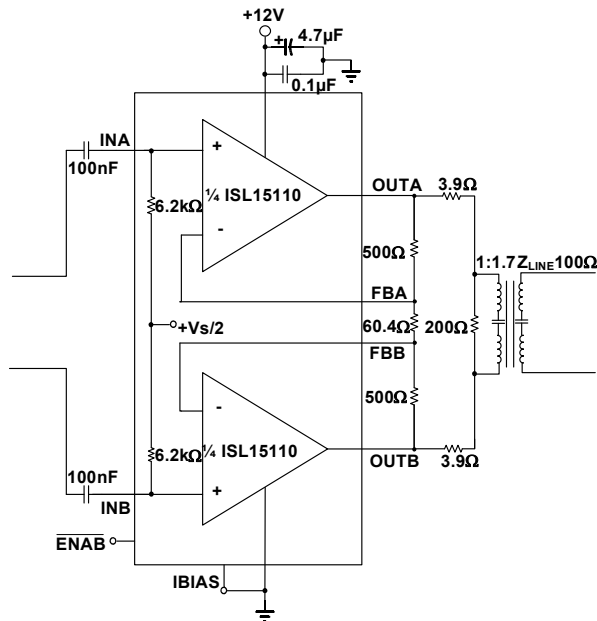 +12V
+ 4.7µF
0.1µF
INA
100nF
+
¼ ISL15110
-
6.2kΩ
OUTA
3.9Ω
500Ω
1:1.7 ZLINE 100Ω
FBA
+Vs/2
60.4Ω
200Ω
FBB
-
500Ω
6.2kΩ
¼ ISL15110
OUTB
3.9Ω
100nF
+
INB
ENAB
IBIAS